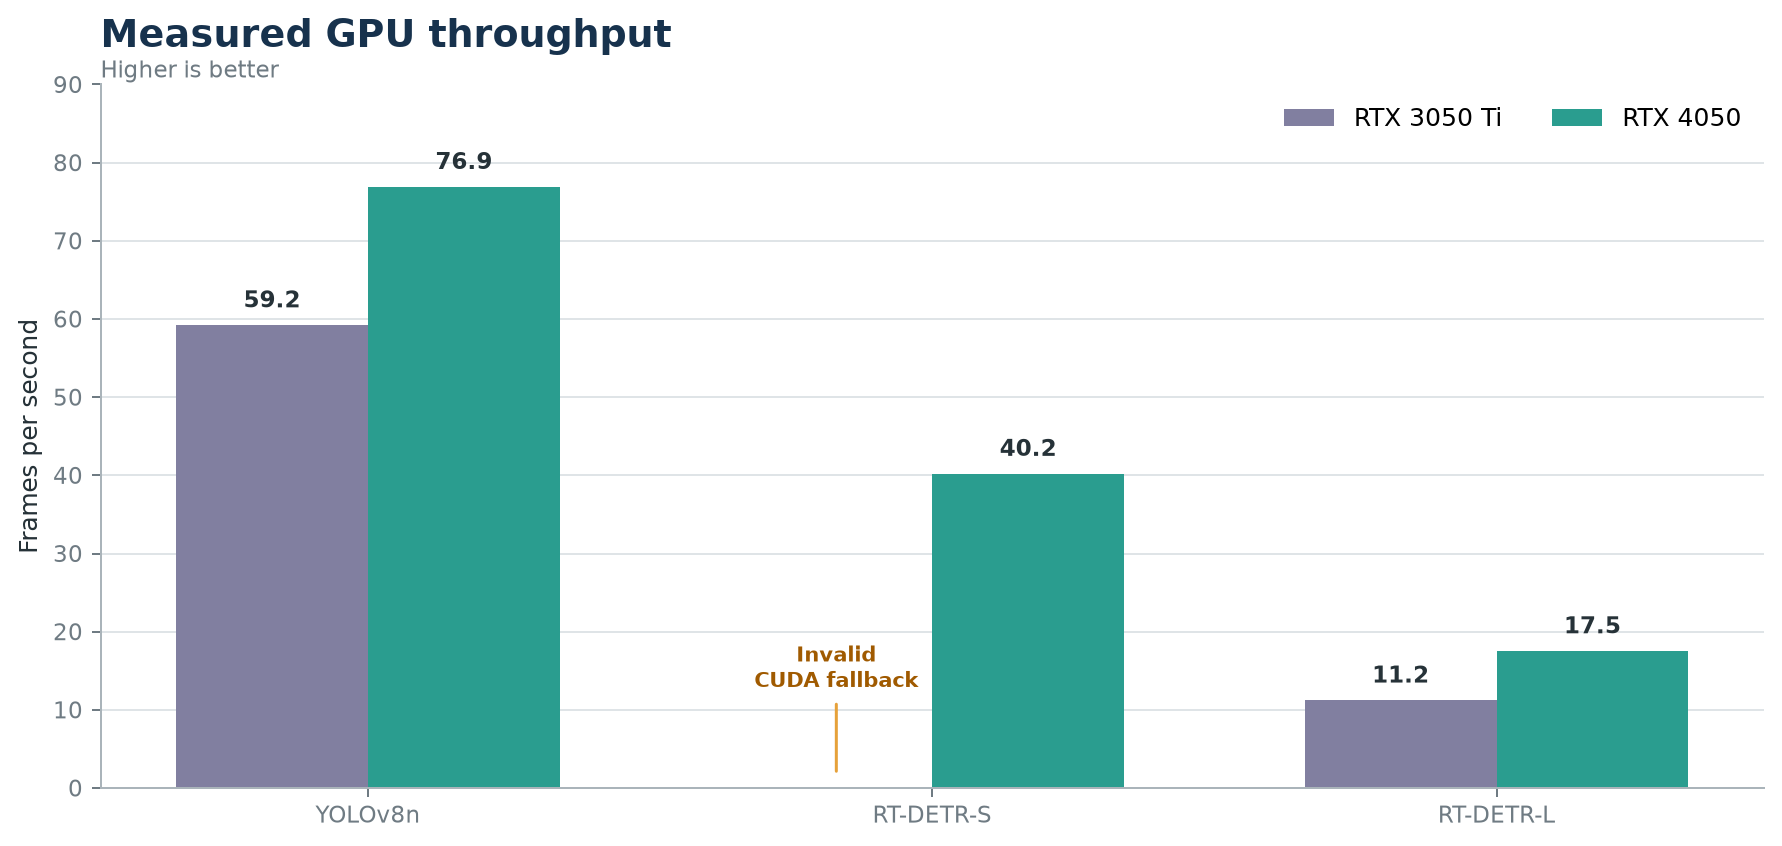 Measured GPU throughput
Higher is better
RTX 3050 Ti
RTX 4050
Frames per second
90
80
70
60
50
40
30
20
10
0
59.2
76.9
Invalid
CUDA fallback
40.2
11.2
17.5
YOLOv8n
RT-DETR-S
RT-DETR-L